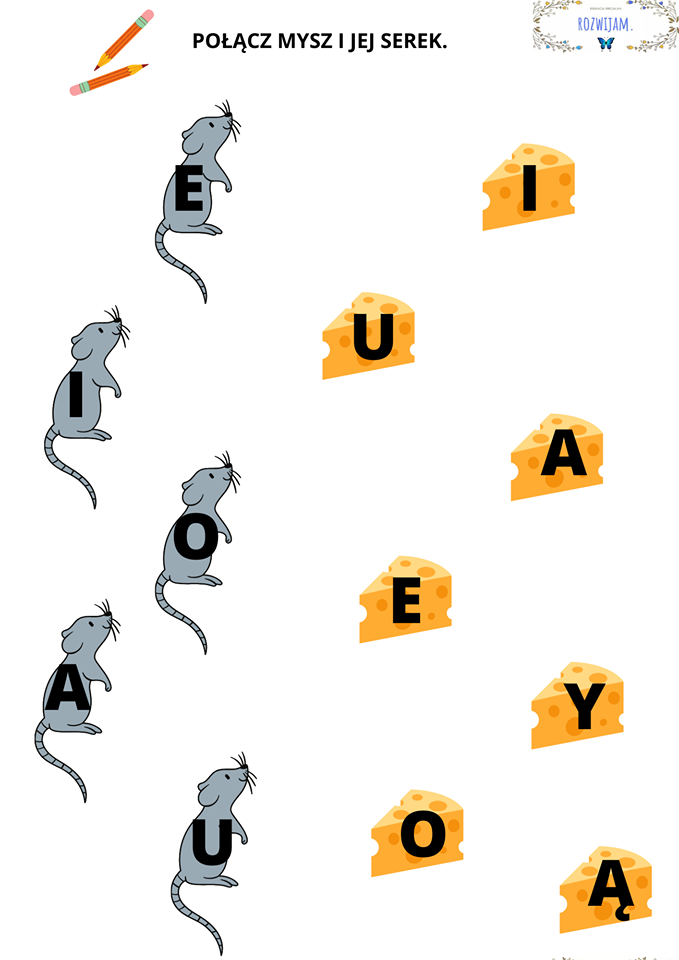 POŁĄCZ MYSZ I JEJ SEREK.
ROZWIJAM.
E
I
U
I
A
O
E
A
Y
U
O
Ą